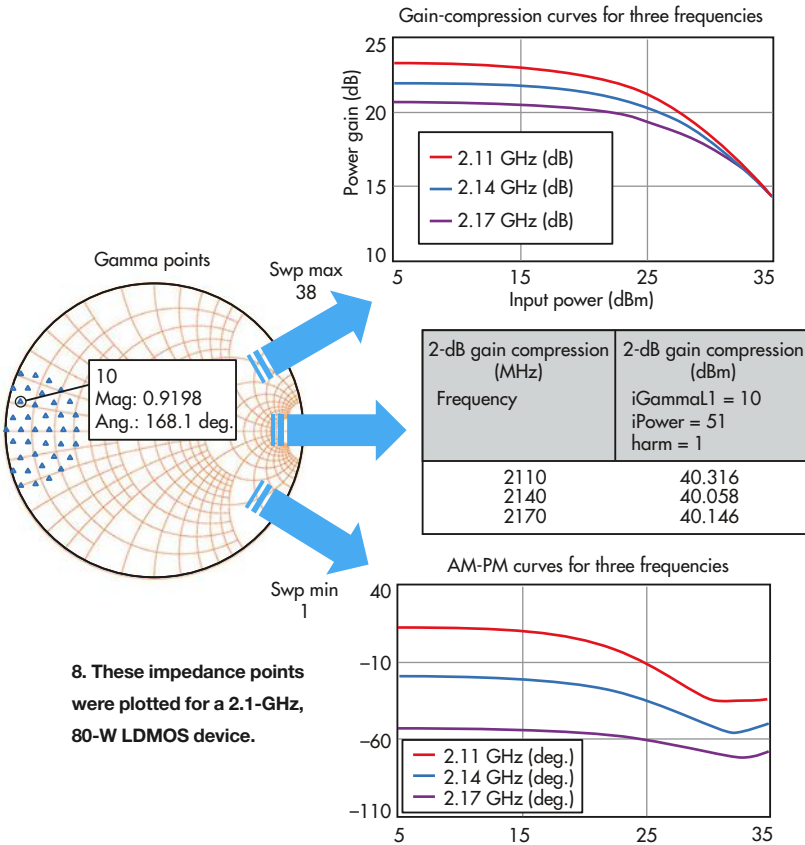 Gain-compression curves for three frequencies
25
20
15
10
Power gain (dB)
2.11 GHz (dB)
2.14 GHz (dB)
2.17 GHz (dB)
5
15
25
35
Input power (dBm)
Gamma points
Swp max
38
10
Mag: 0.9198
Ang.: 168.1 deg.
Swp min
1
2-dB gain compression
(MHz)
Frequency
2-dB gain compression
(dBm)
iGammaL1 = 10
iPower = 51
harm = 1
2110 40.316
2140 40.058
2170 40.146
AM-PM curves for three frequencies
40
−10
−60
−110
2.11 GHz (deg.)
2.14 GHz (deg.)
2.17 GHz (deg.)
5
15
25
35
8. These impedance points
were plotted for a 2.1-GHz,
80-W LDMOS device.